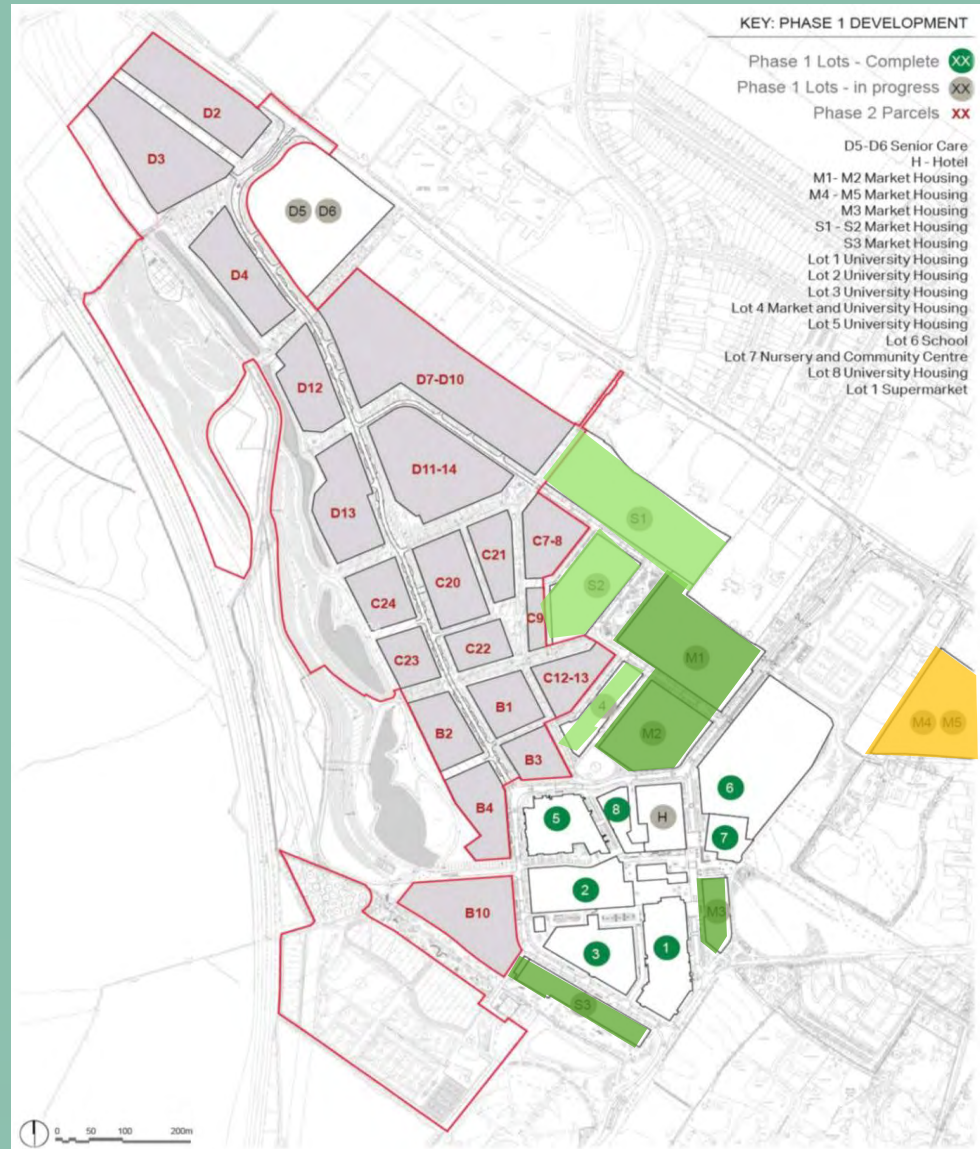 KEY: PHASE 1 DEVELOPMENT
Phase 1 Lots - Complete XX
Phase 1 Lots - in progress XX
Phase 2 Parcels XX
D5-D6 Senior Care
H - Hotel
M1- M2 Market Housing
M4 - M5 Market Housing
M3 Market Housing
S1 - S2 Market Housing
S3 Market Housing
Lot 1 University Housing
Lot 2 University Housing
Lot 3 University Housing
Lot 4 Market and University Housing
Lot 5 University Housing
Lot 6 School
Lot 7 Nursery and Community Centre
Lot 8 University Housing
Lot 1 Supermarket
D2
D3
D5 D6
D4
D12
D7-D10
D11-14
D13
S1
C7-8
C21
C20
S2
C24
C9
C22
C23
M1
C12-13
B1
4
B2
M2
M4 M5
B3
6
B4
5
8
H
7
2
B10
M3
3
1
S3
0 50 100 200m